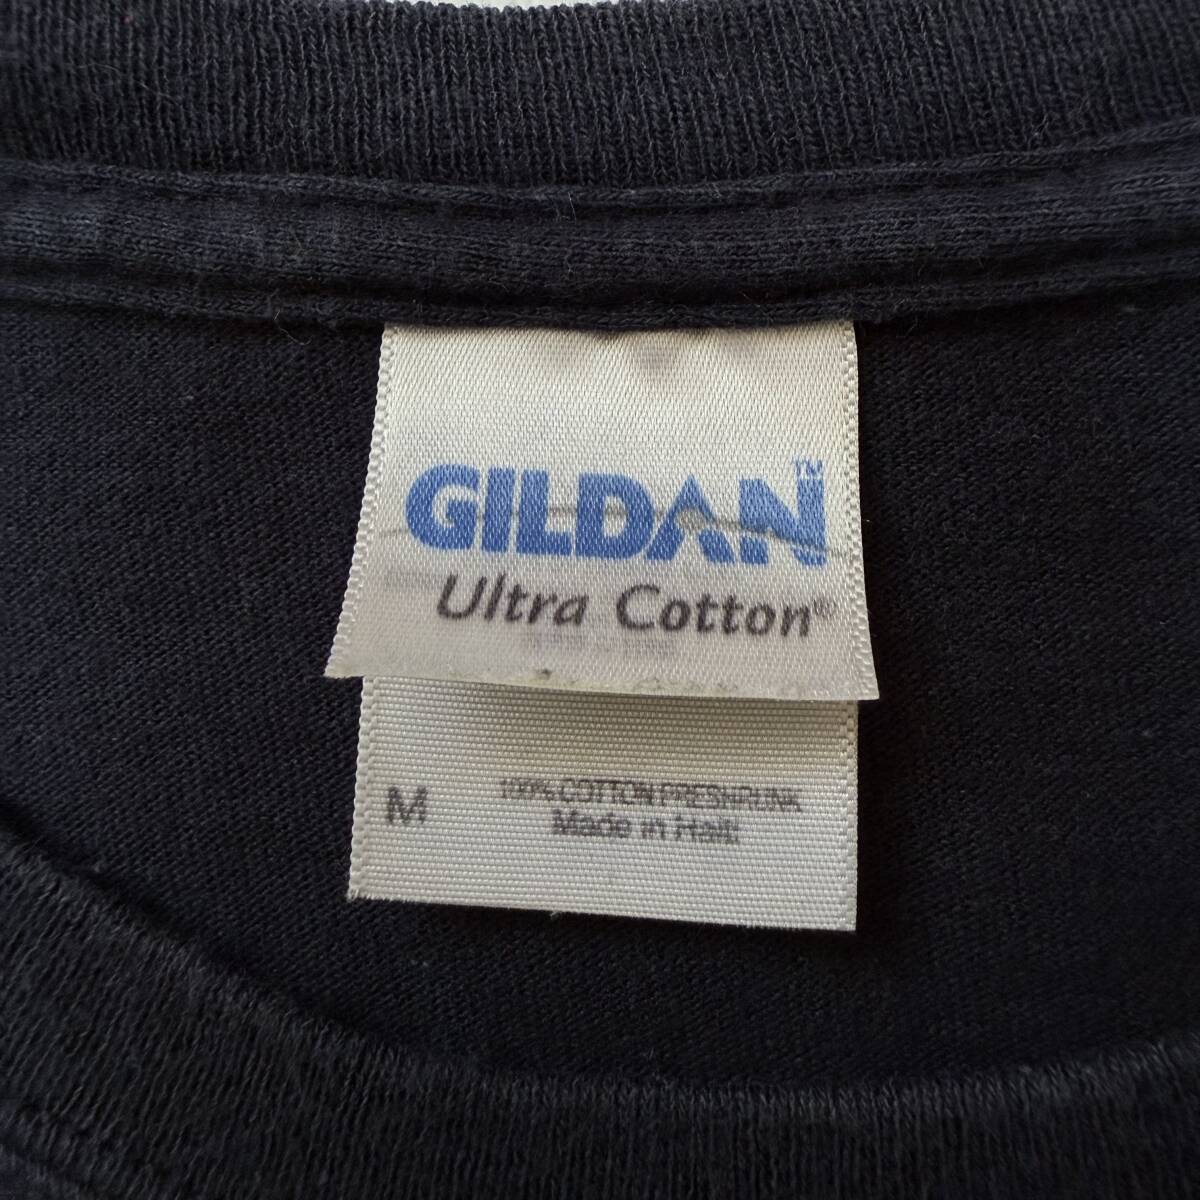 GILDAN™
Ultra Cotton®
M
100% COTTON PRESHRUNK
Made in Haiti